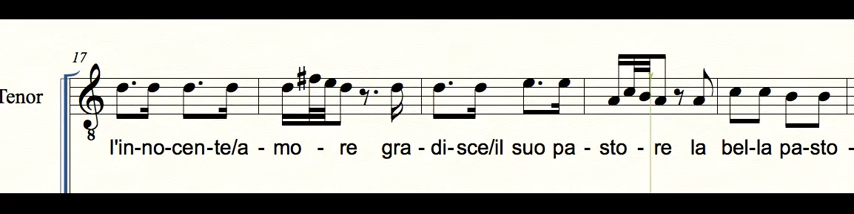 17
Tenor
8
l'in-no-cen-te/a - mo - re gra - di-sce/il suo pa - sto - re la bel-la pa-sto -